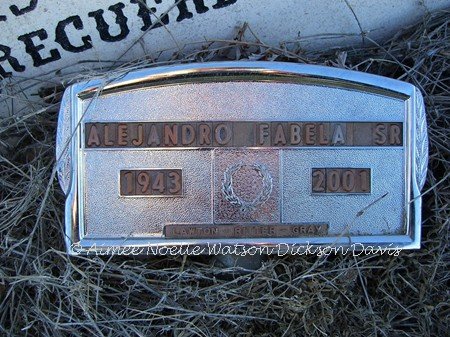 RECUER
ALEJANDRO FABELA SR
1943 2001
LAWTON - RITTER - GRAY
© Aimee Noelle Watson Dickson Davis